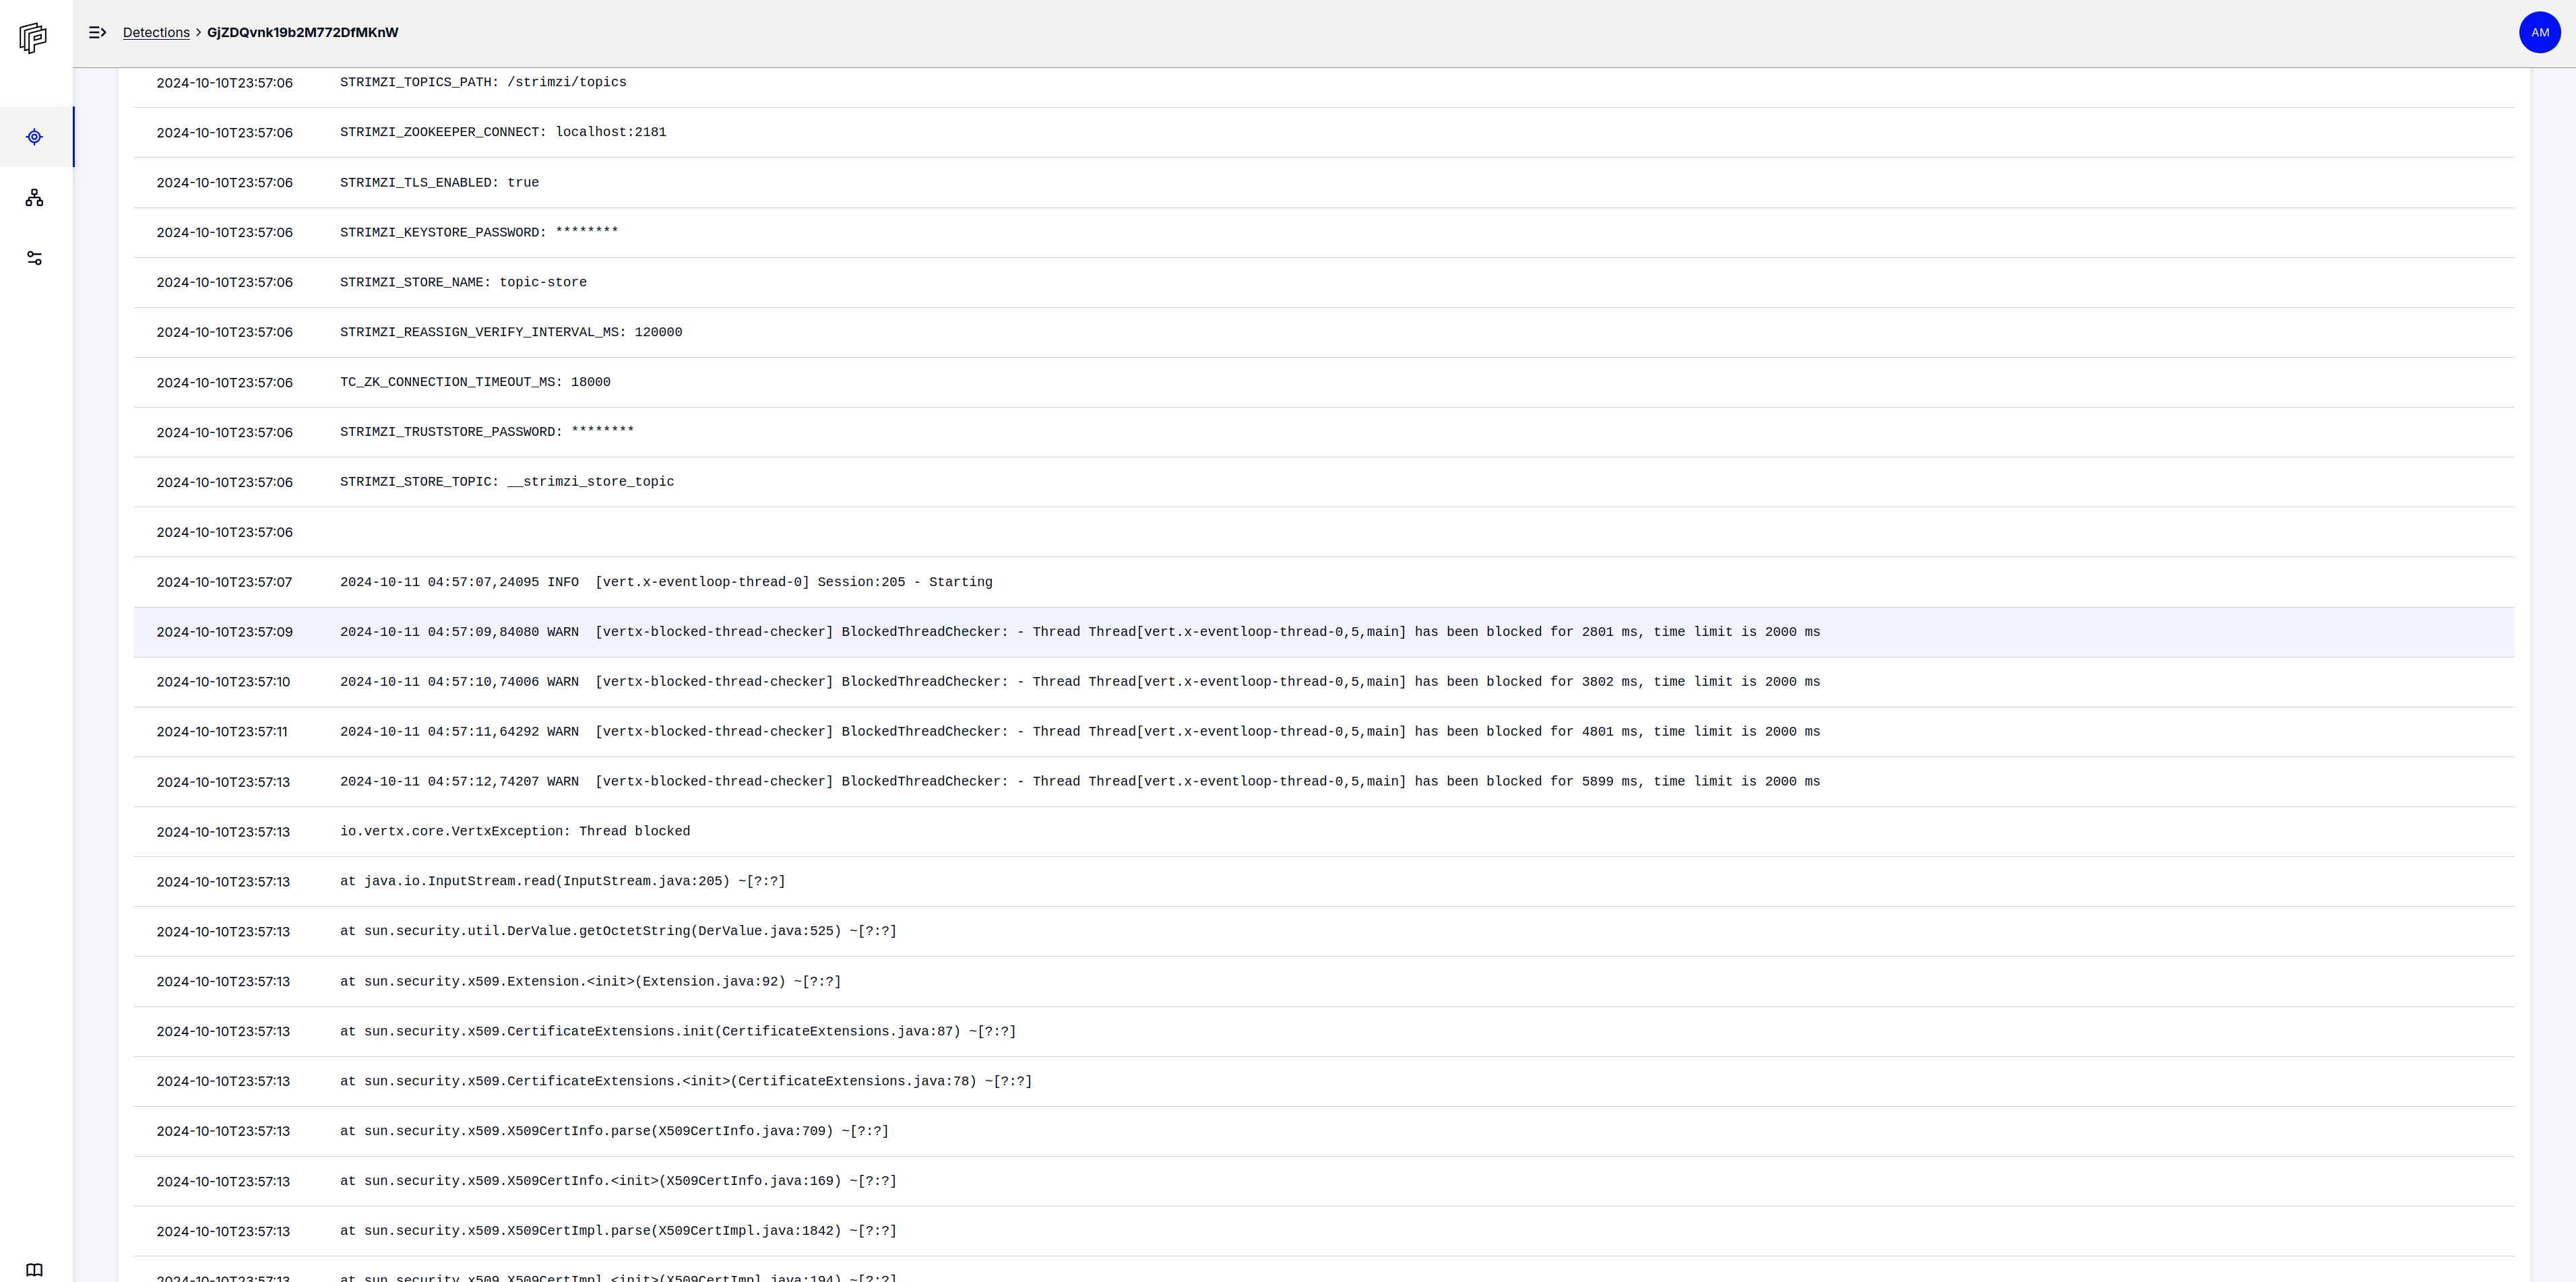 Detections > GjZDQvnk19b2M772DfMKnW
AM
2024-10-10T23:57:06 STRIMZI_TOPICS_PATH: /strimzi/topics
2024-10-10T23:57:06 STRIMZI_ZOOKEEPER_CONNECT: localhost:2181
2024-10-10T23:57:06 STRIMZI_TLS_ENABLED: true
2024-10-10T23:57:06 STRIMZI_KEYSTORE_PASSWORD: ********
2024-10-10T23:57:06 STRIMZI_STORE_NAME: topic-store
2024-10-10T23:57:06 STRIMZI_REASSIGN_VERIFY_INTERVAL_MS: 120000
2024-10-10T23:57:06 TC_ZK_CONNECTION_TIMEOUT_MS: 18000
2024-10-10T23:57:06 STRIMZI_TRUSTSTORE_PASSWORD: ********
2024-10-10T23:57:06 STRIMZI_STORE_TOPIC: __strimzi_store_topic
2024-10-10T23:57:06
2024-10-10T23:57:07 2024-10-11 04:57:07,24095 INFO  [vert.x-eventloop-thread-0] Session:205 - Starting
2024-10-10T23:57:09 2024-10-11 04:57:09,84080 WARN  [vertx-blocked-thread-checker] BlockedThreadChecker: - Thread Thread[vert.x-eventloop-thread-0,5,main] has been blocked for 2801 ms, time limit is 2000 ms
2024-10-10T23:57:10 2024-10-11 04:57:10,74006 WARN  [vertx-blocked-thread-checker] BlockedThreadChecker: - Thread Thread[vert.x-eventloop-thread-0,5,main] has been blocked for 3802 ms, time limit is 2000 ms
2024-10-10T23:57:11 2024-10-11 04:57:11,64292 WARN  [vertx-blocked-thread-checker] BlockedThreadChecker: - Thread Thread[vert.x-eventloop-thread-0,5,main] has been blocked for 4801 ms, time limit is 2000 ms
2024-10-10T23:57:13 2024-10-11 04:57:12,74207 WARN  [vertx-blocked-thread-checker] BlockedThreadChecker: - Thread Thread[vert.x-eventloop-thread-0,5,main] has been blocked for 5899 ms, time limit is 2000 ms
2024-10-10T23:57:13 io.vertx.core.VertxException: Thread blocked
2024-10-10T23:57:13 at java.io.InputStream.read(InputStream.java:205) ~[?:?]
2024-10-10T23:57:13 at sun.security.util.DerValue.getOctetString(DerValue.java:525) ~[?:?]
2024-10-10T23:57:13 at sun.security.x509.Extension.<init>(Extension.java:92) ~[?:?]
2024-10-10T23:57:13 at sun.security.x509.CertificateExtensions.init(CertificateExtensions.java:87) ~[?:?]
2024-10-10T23:57:13 at sun.security.x509.CertificateExtensions.<init>(CertificateExtensions.java:78) ~[?:?]
2024-10-10T23:57:13 at sun.security.x509.X509CertInfo.parse(X509CertInfo.java:709) ~[?:?]
2024-10-10T23:57:13 at sun.security.x509.X509CertInfo.<init>(X509CertInfo.java:169) ~[?:?]
2024-10-10T23:57:13 at sun.security.x509.X509CertImpl.parse(X509CertImpl.java:1842) ~[?:?]
2024-10-10T23:57:13 at sun.security.x509.X509CertImpl.<init>(X509CertImpl.java:194) ~[?:?]